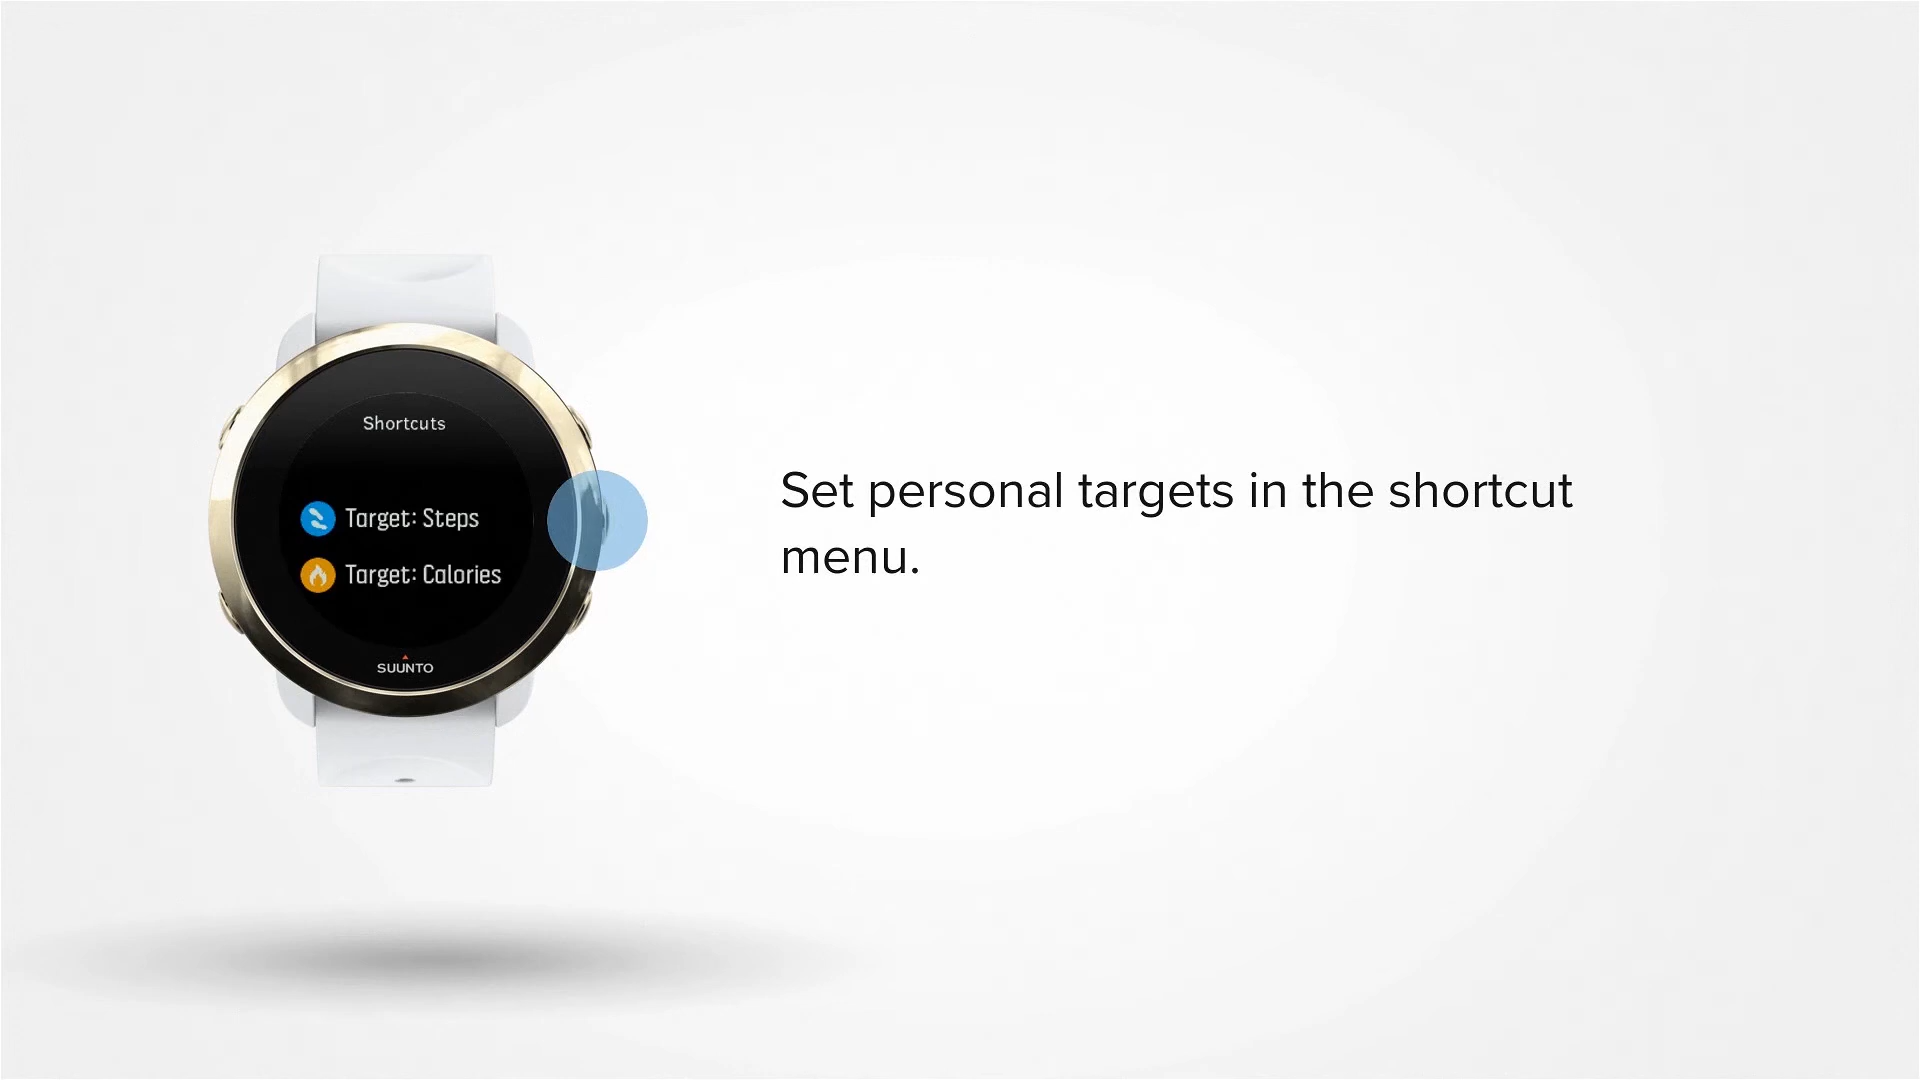 Shortcuts
Target: Steps
Target: Calories
SUUNTO
Set personal targets in the shortcut
menu.